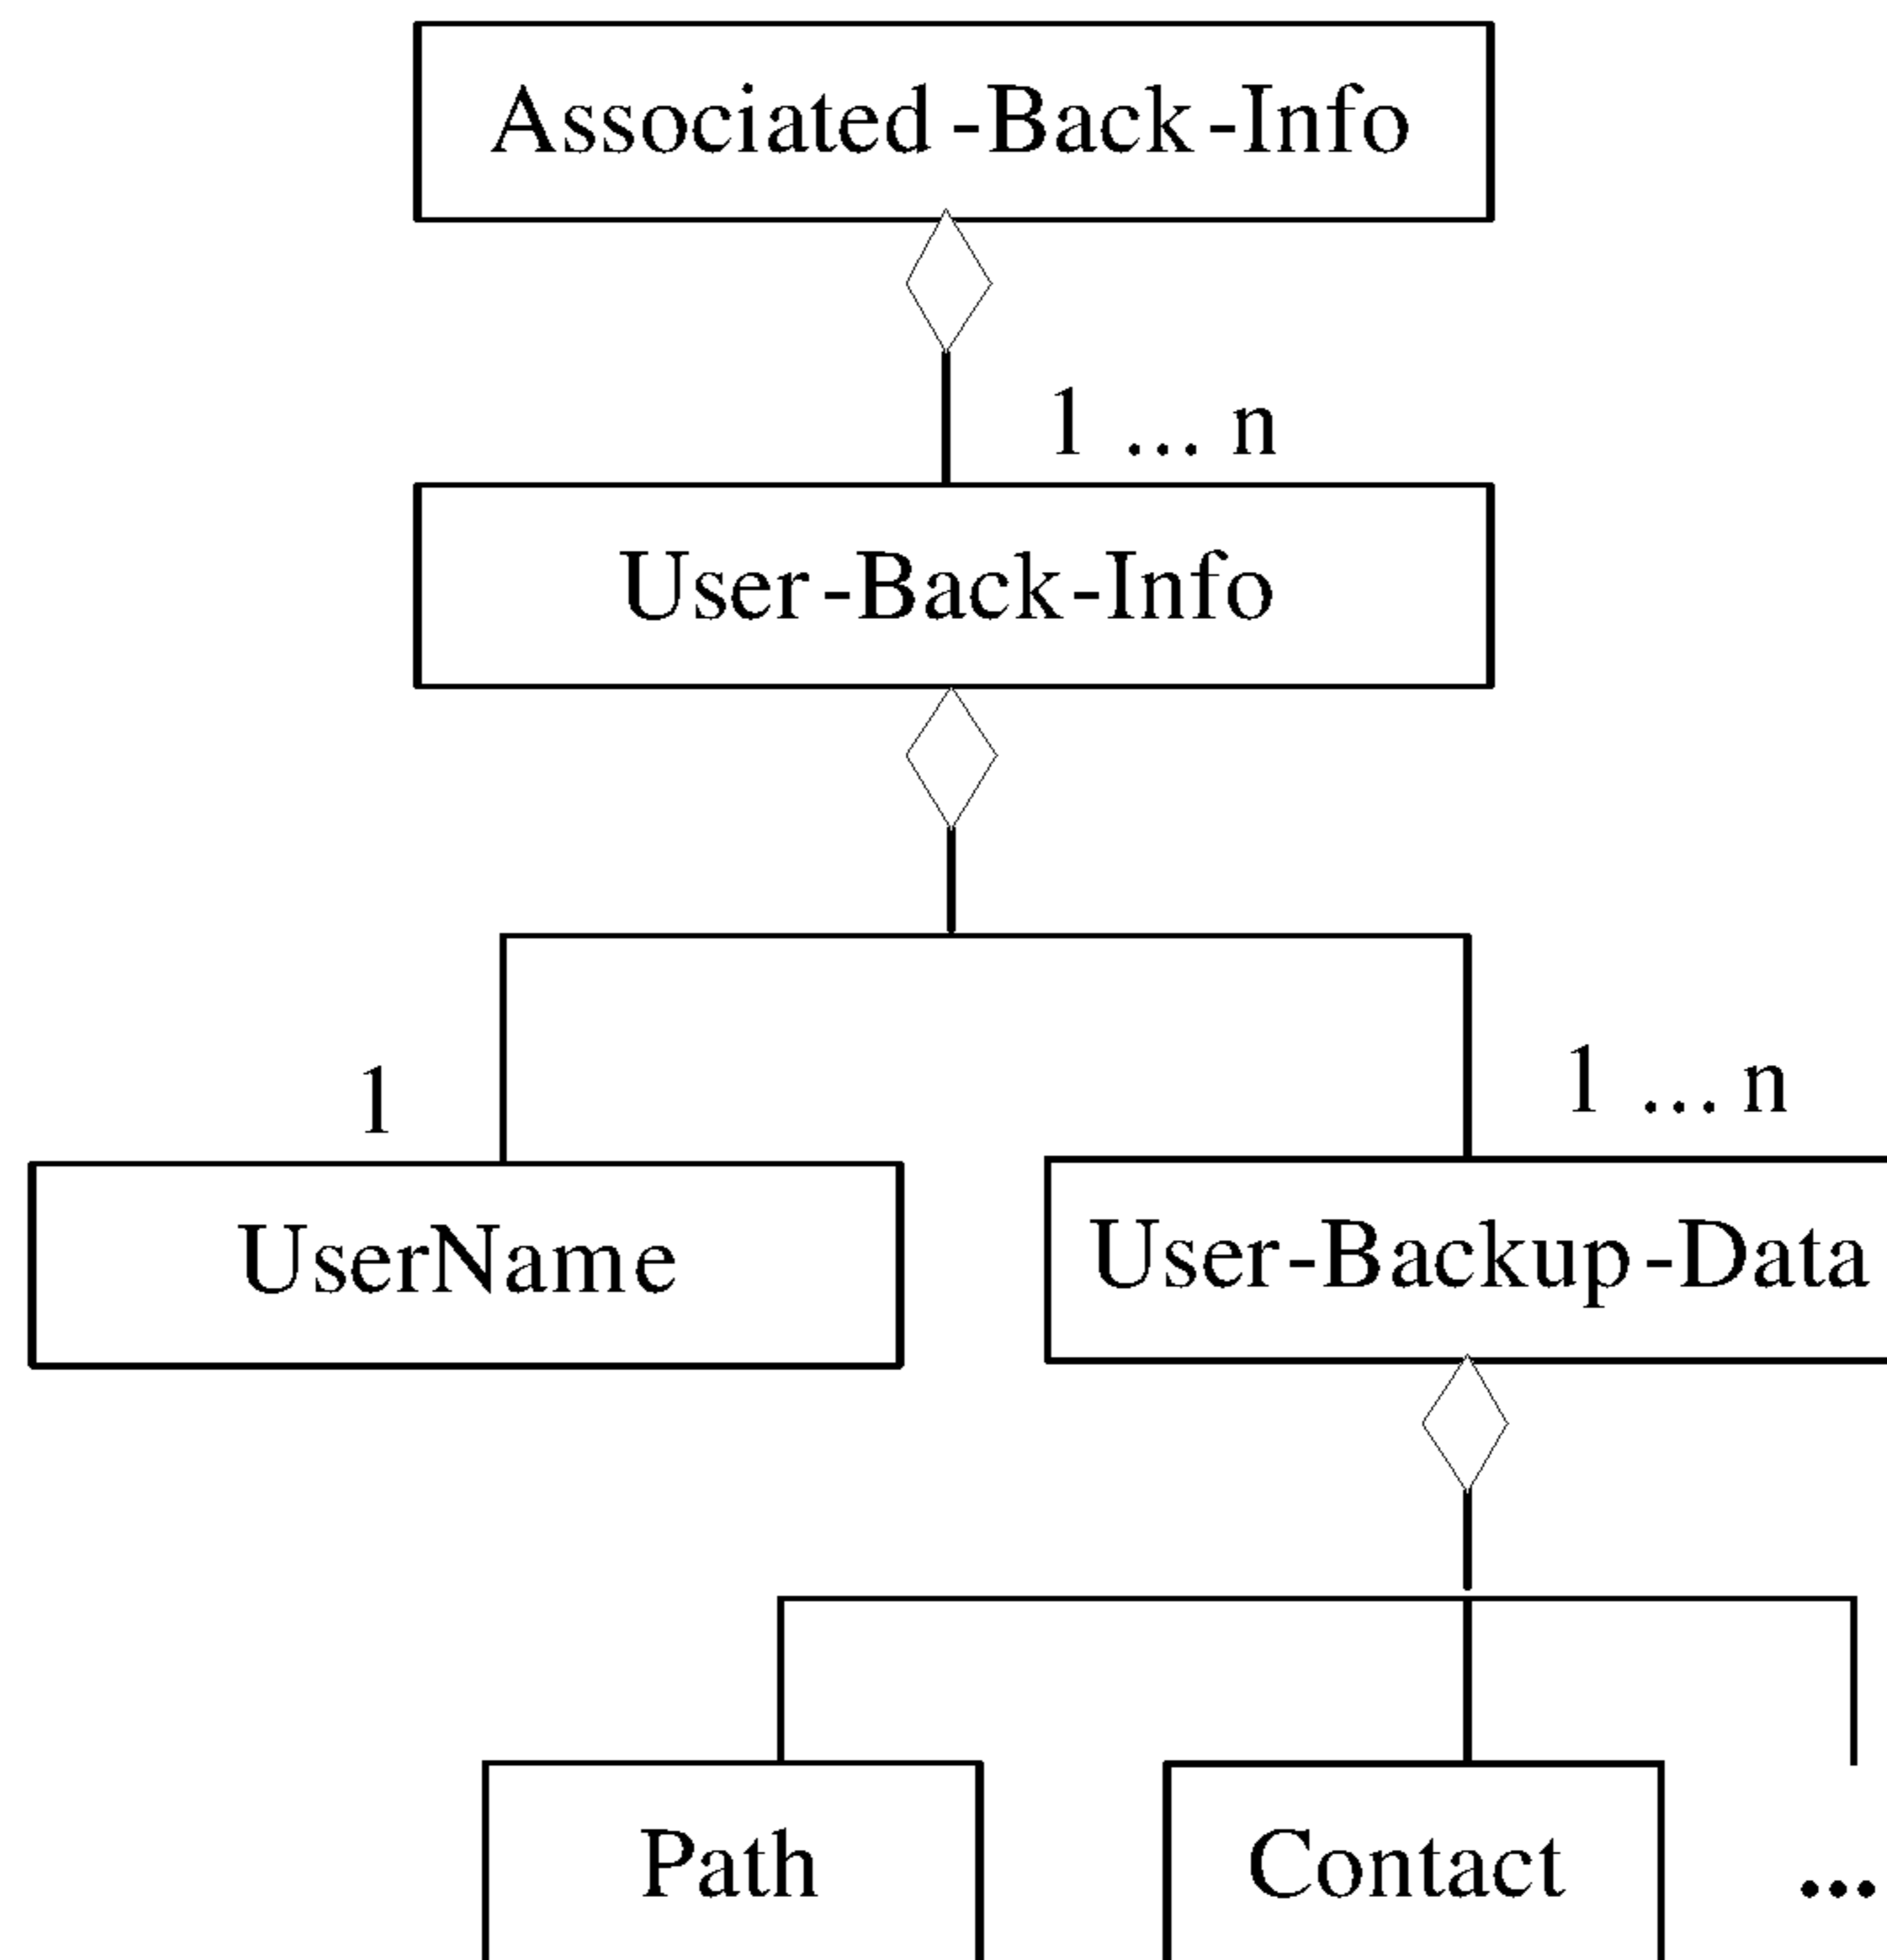 Associated-Back-Info
1 ... n
User-Back-Info
1
1 ... n
UserName
User-Backup-Data
Path
Contact
...